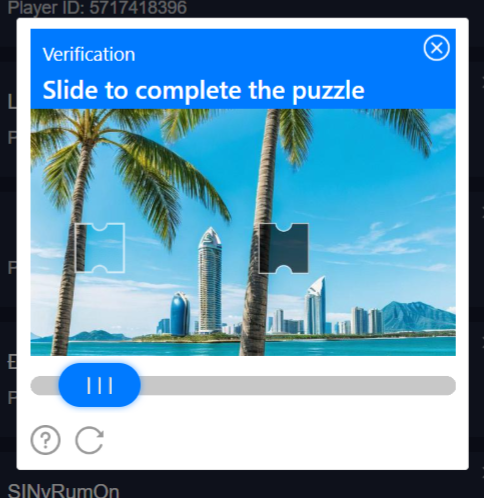 Player ID: 5717418396
Verification
Slide to complete the puzzle
L
P
P
P
SINyRumOn